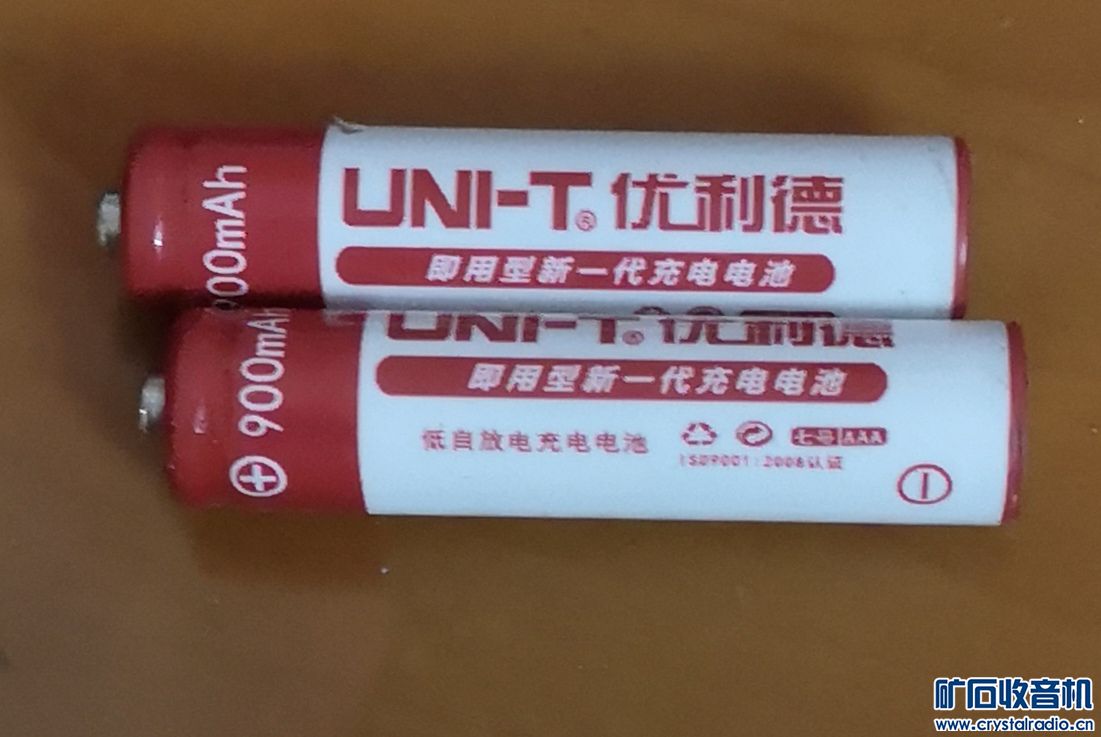 900mAh
UNI-T® 优利德
即用型新一代充电电池
900mAh
UNI-T® 优利德
即用型新一代充电电池
低自放电充电电池
七号 AAA
ISO9001:2008认证
矿石收音机
www.crystalradio.cn